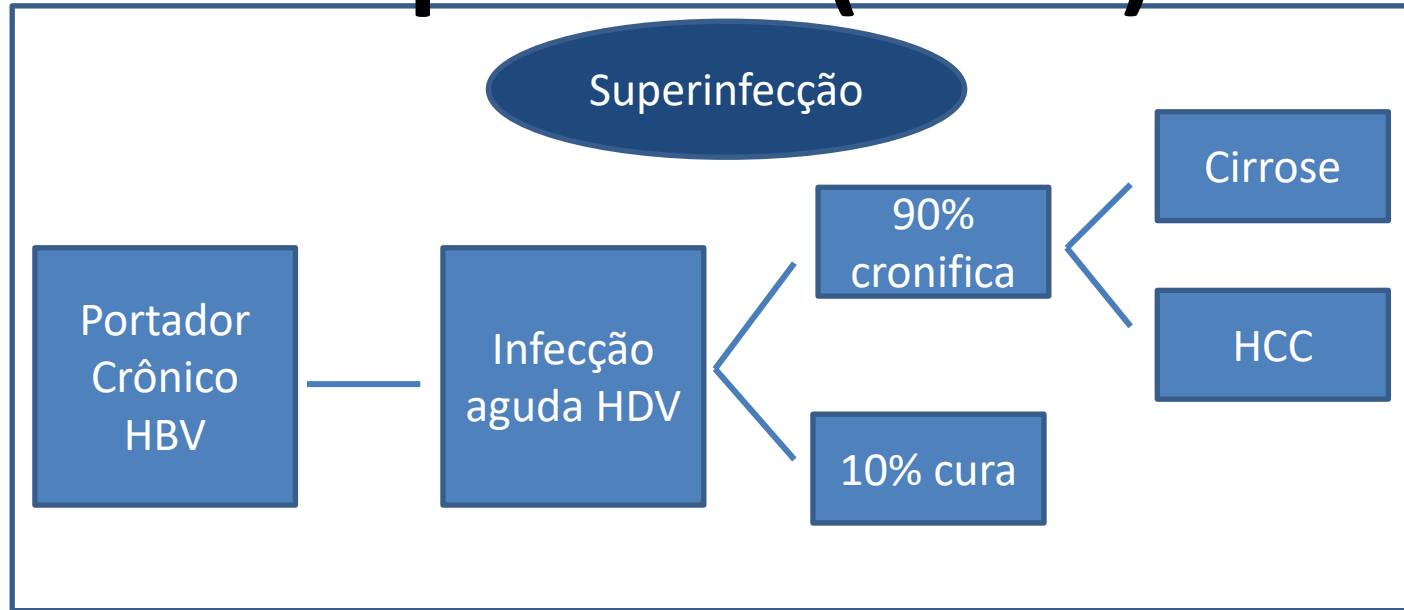 Superinfecção
Portador
Crônico
HBV
Infecção
aguda HDV
90%
cronifica
10% cura
Cirrose
HCC